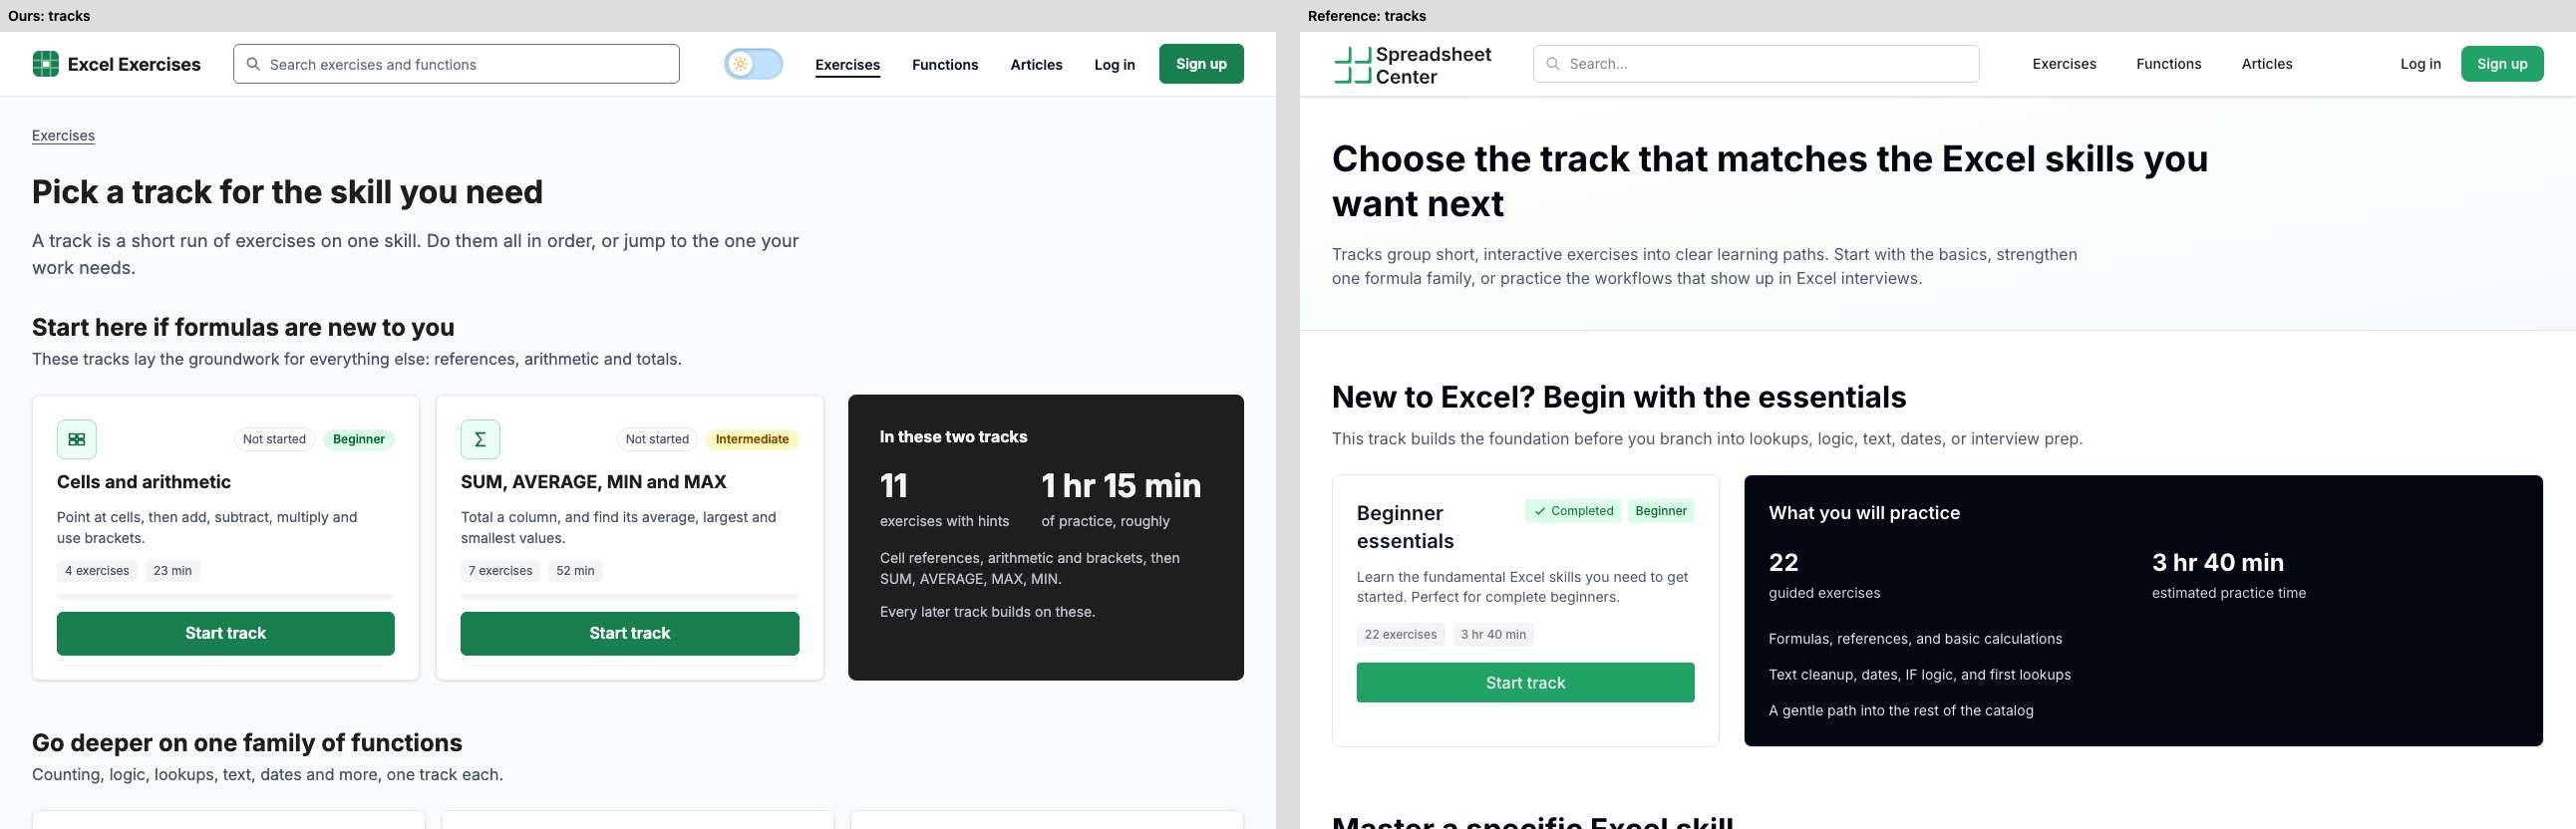 Ours: tracks
Excel Exercises
Search exercises and functions
Exercises
Functions
Articles
Log in
Sign up
Exercises
Pick a track for the skill you need
A track is a short run of exercises on one skill. Do them all in order, or jump to the one your
work needs.
Start here if formulas are new to you
These tracks lay the groundwork for everything else: references, arithmetic and totals.
Not started
Beginner
Cells and arithmetic
Point at cells, then add, subtract, multiply and
use brackets.
4 exercises
23 min
Start track
Σ
Not started
Intermediate
SUM, AVERAGE, MIN and MAX
Total a column, and find its average, largest and
smallest values.
7 exercises
52 min
Start track
In these two tracks
11
exercises with hints
1 hr 15 min
of practice, roughly
Cell references, arithmetic and brackets, then
SUM, AVERAGE, MAX, MIN.
Every later track builds on these.
Go deeper on one family of functions
Counting, logic, lookups, text, dates and more, one track each.
Reference: tracks
Spreadsheet
Center
Search...
Exercises
Functions
Articles
Log in
Sign up
Choose the track that matches the Excel skills you
want next
Tracks group short, interactive exercises into clear learning paths. Start with the basics, strengthen
one formula family, or practice the workflows that show up in Excel interviews.
New to Excel? Begin with the essentials
This track builds the foundation before you branch into lookups, logic, text, dates, or interview prep.
Beginner
essentials
Completed
Beginner
Learn the fundamental Excel skills you need to get
started. Perfect for complete beginners.
22 exercises
3 hr 40 min
Start track
What you will practice
22
guided exercises
3 hr 40 min
estimated practice time
Formulas, references, and basic calculations
Text cleanup, dates, IF logic, and first lookups
A gentle path into the rest of the catalog
Master a specific Excel skill